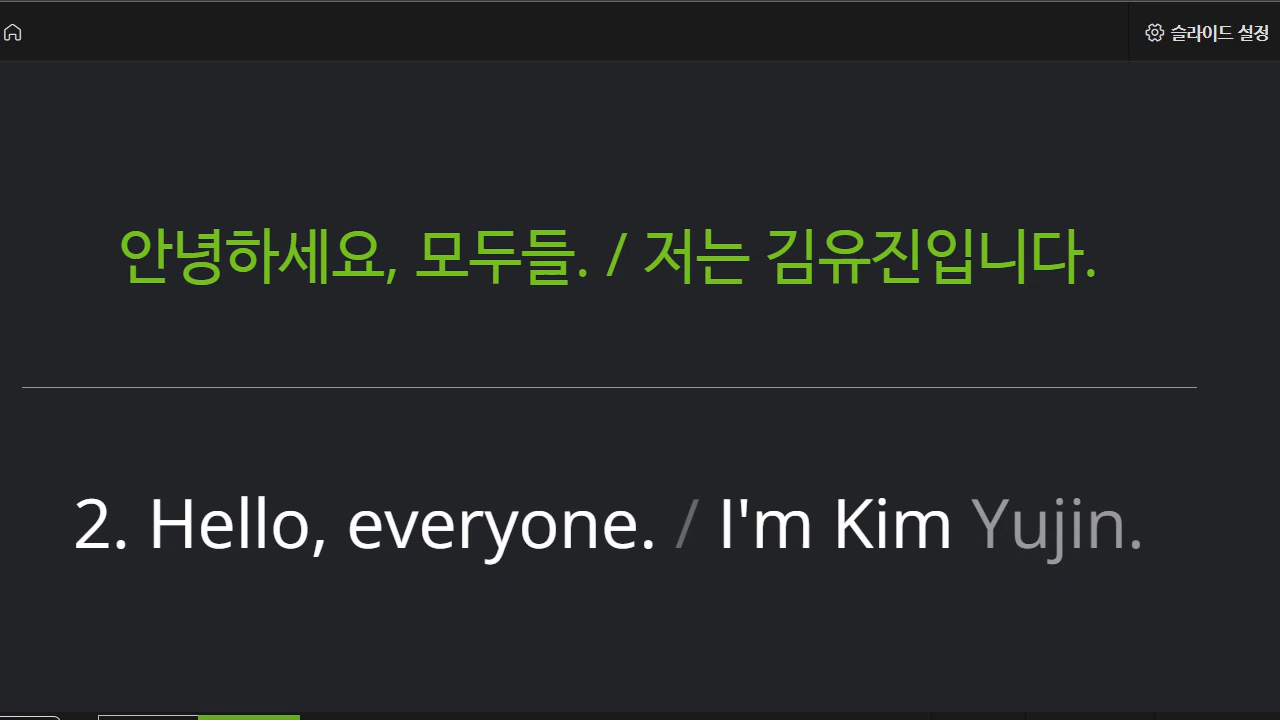 슬라이드 설정
안녕하세요, 모두들. / 저는 김유진입니다.
2. Hello, everyone. / I'm Kim Yujin.